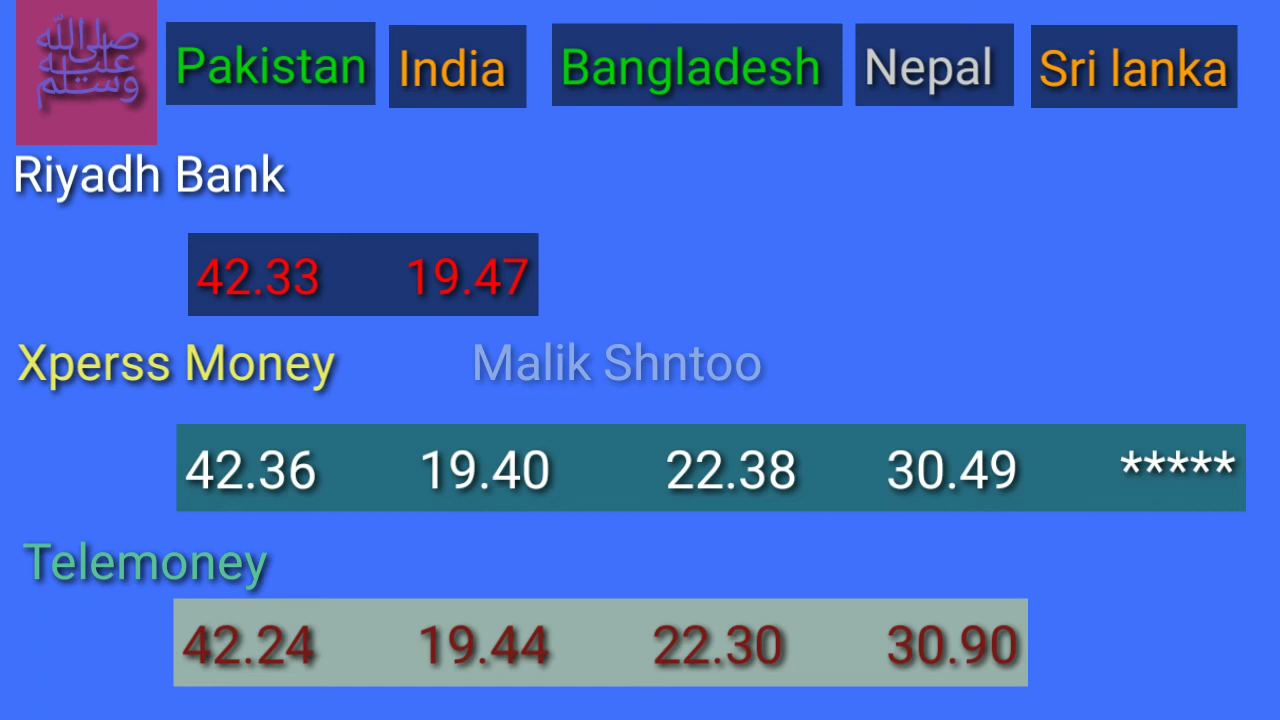 صلى الله
عليه
وسلم
Pakistan India Bangladesh Nepal Sri lanka
Riyadh Bank
42.33 19.47
Xperss Money Malik Shntoo
42.36 19.40 22.38 30.49 *****
Telemoney
42.24 19.44 22.30 30.90